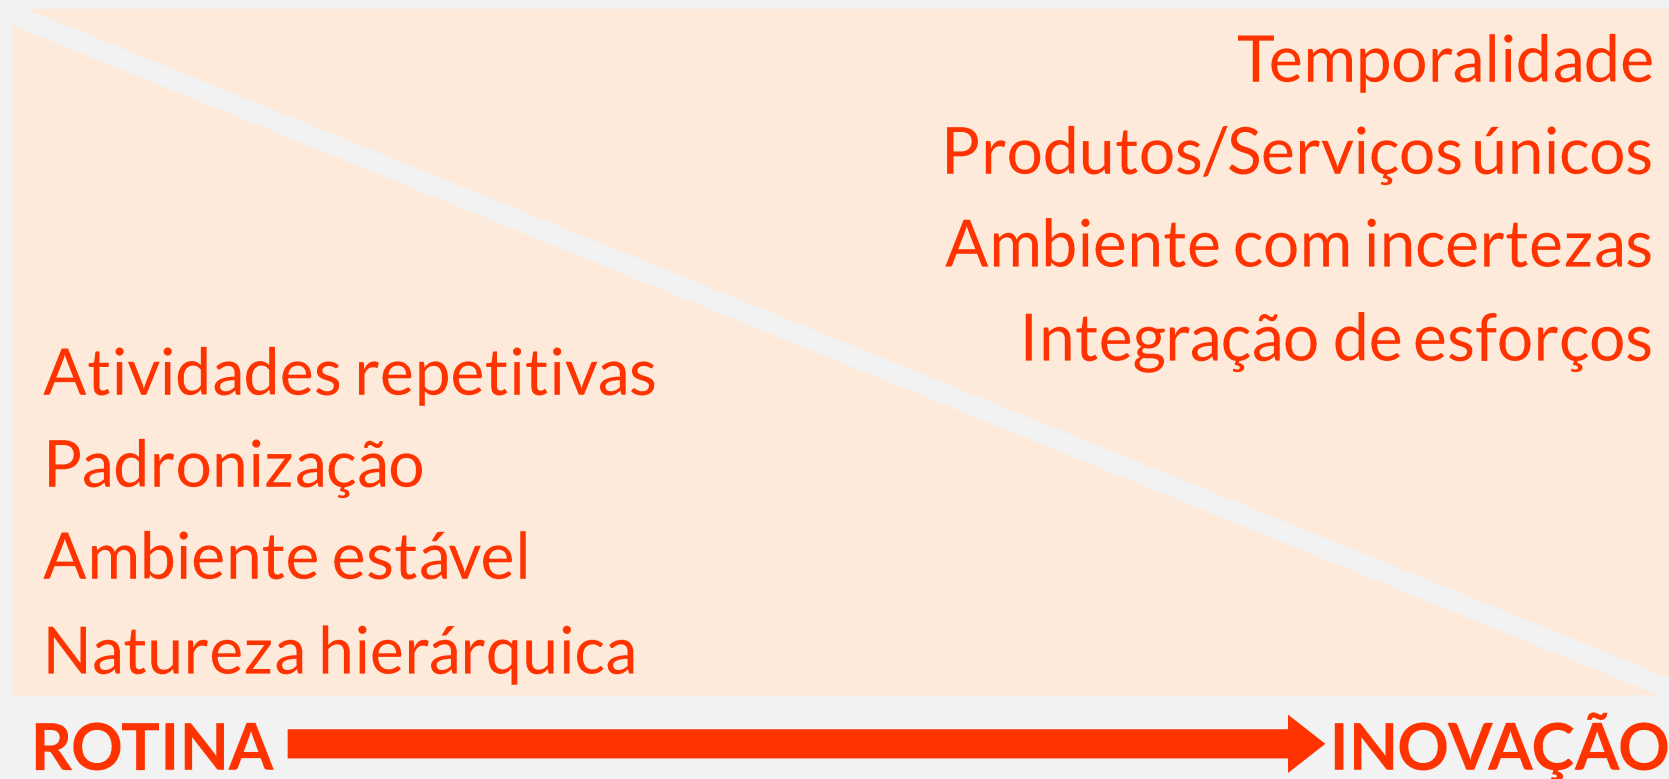 Temporalidade
Produtos/Serviços únicos
Ambiente com incertezas
Integração de esforços
Atividades repetitivas
Padronização
Ambiente estável
Natureza hierárquica
ROTINA INOVAÇÃO